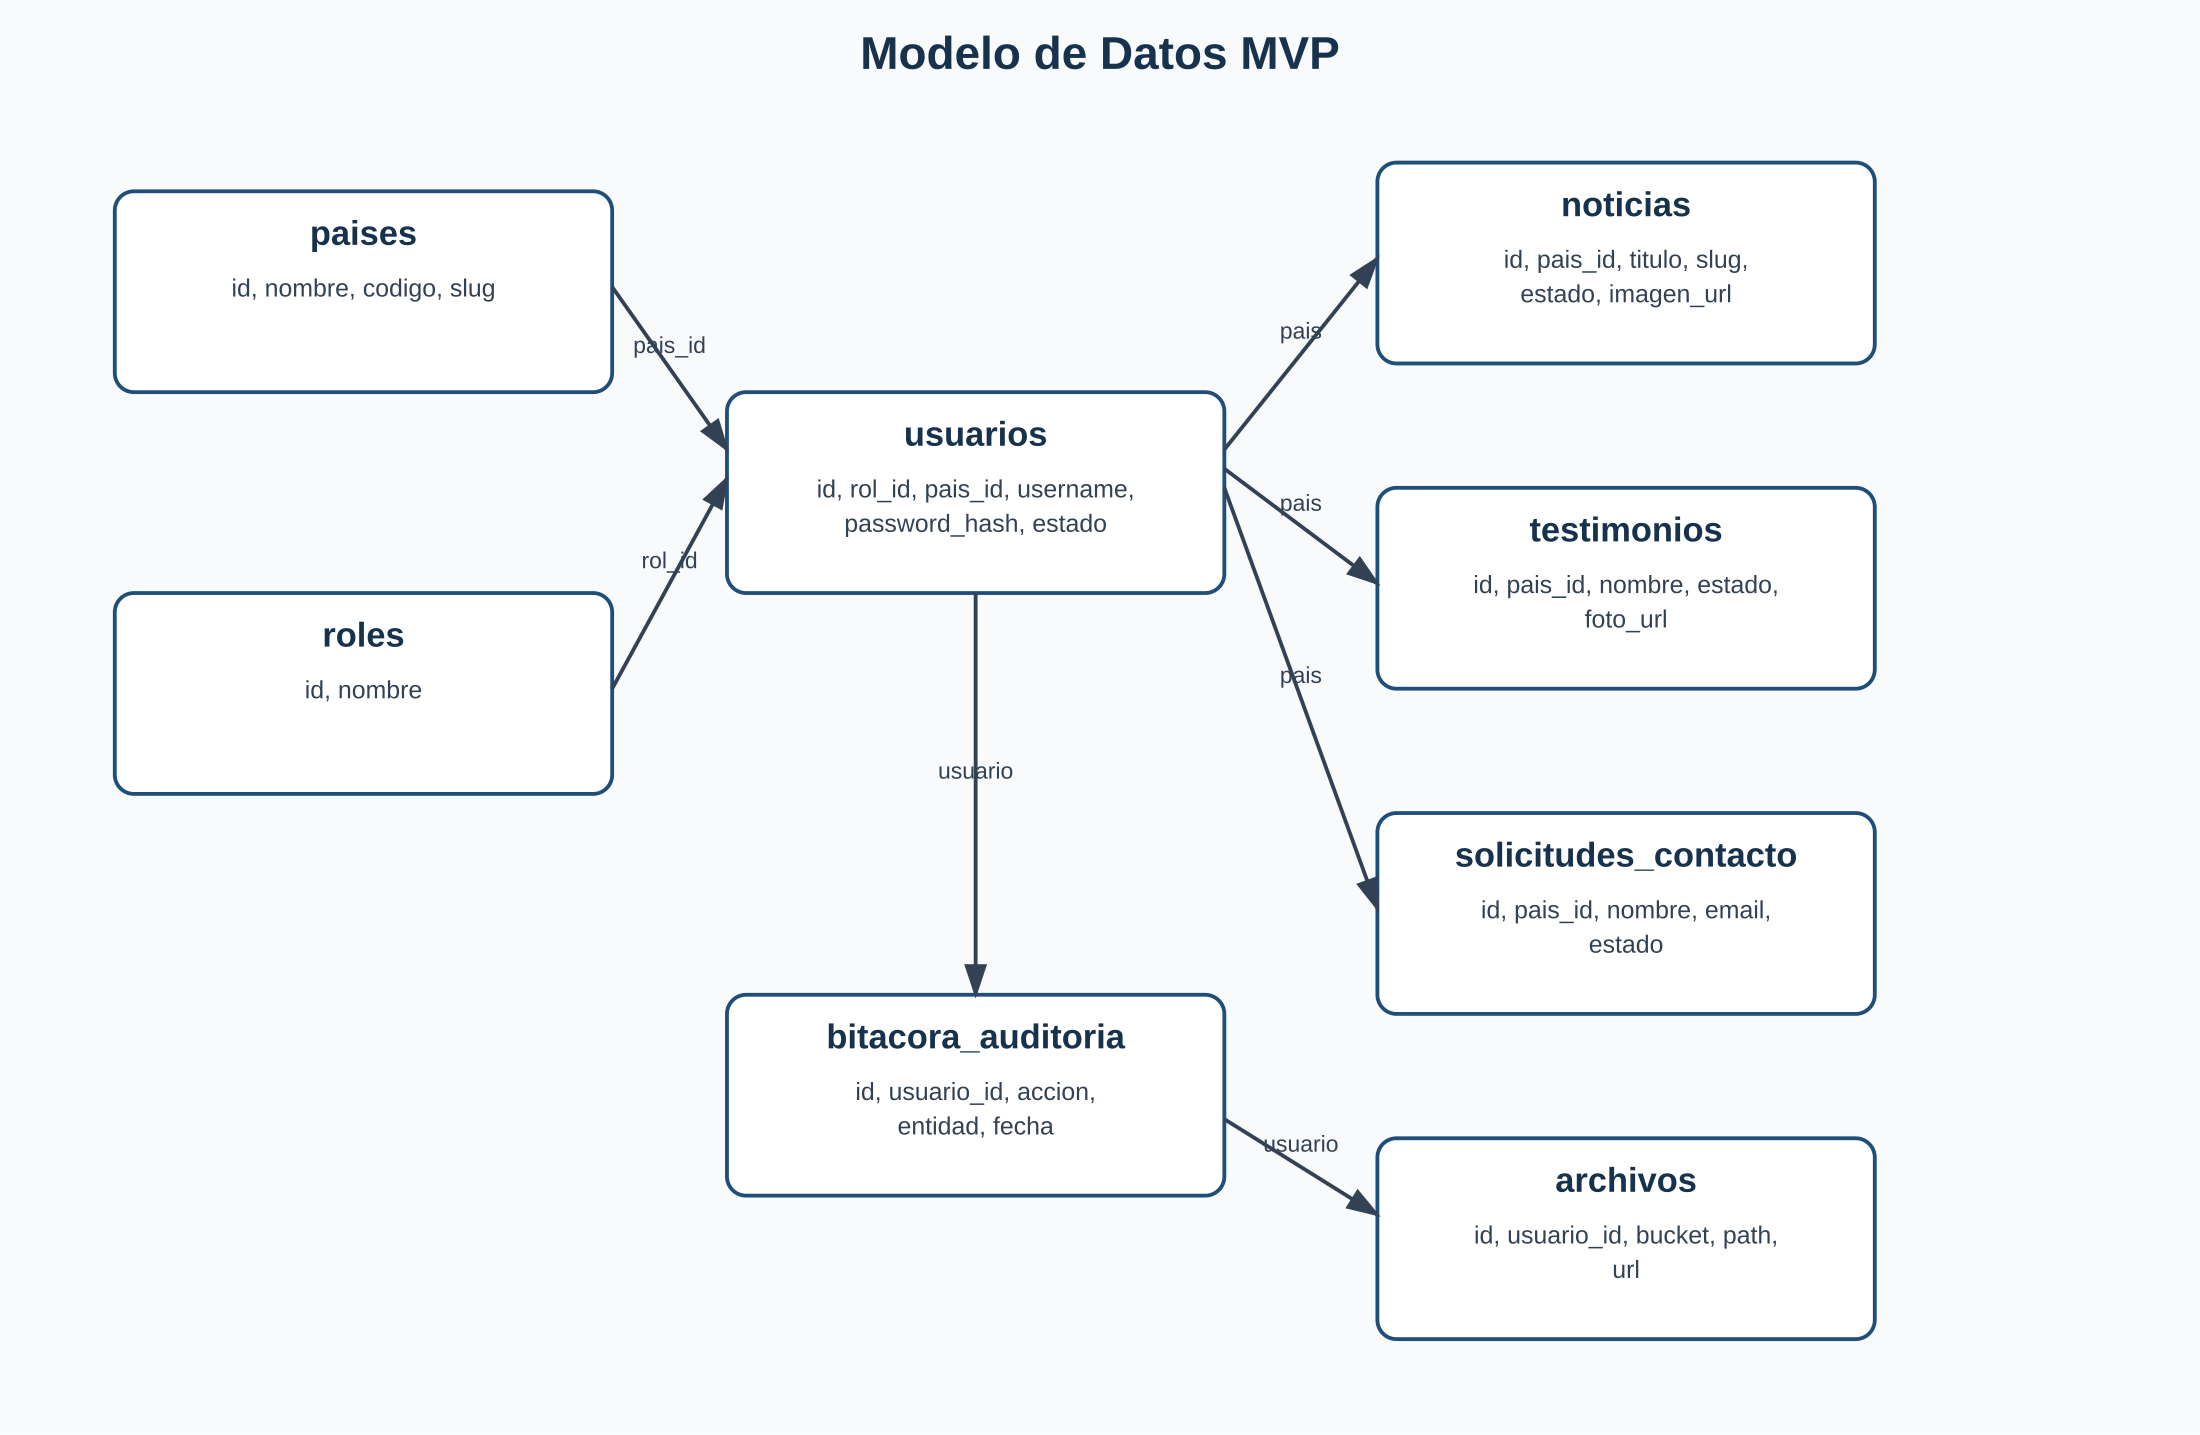 Modelo de Datos MVP
paises
id, nombre, codigo, slug
pais_id
roles
id, nombre
rol_id
usuarios
id, rol_id, pais_id, username,
password_hash, estado
usuario
bitacora_auditoria
id, usuario_id, accion,
entidad, fecha
pais
pais
pais
usuario
noticias
id, pais_id, titulo, slug,
estado, imagen_url
testimonios
id, pais_id, nombre, estado,
foto_url
solicitudes_contacto
id, pais_id, nombre, email,
estado
archivos
id, usuario_id, bucket, path,
url